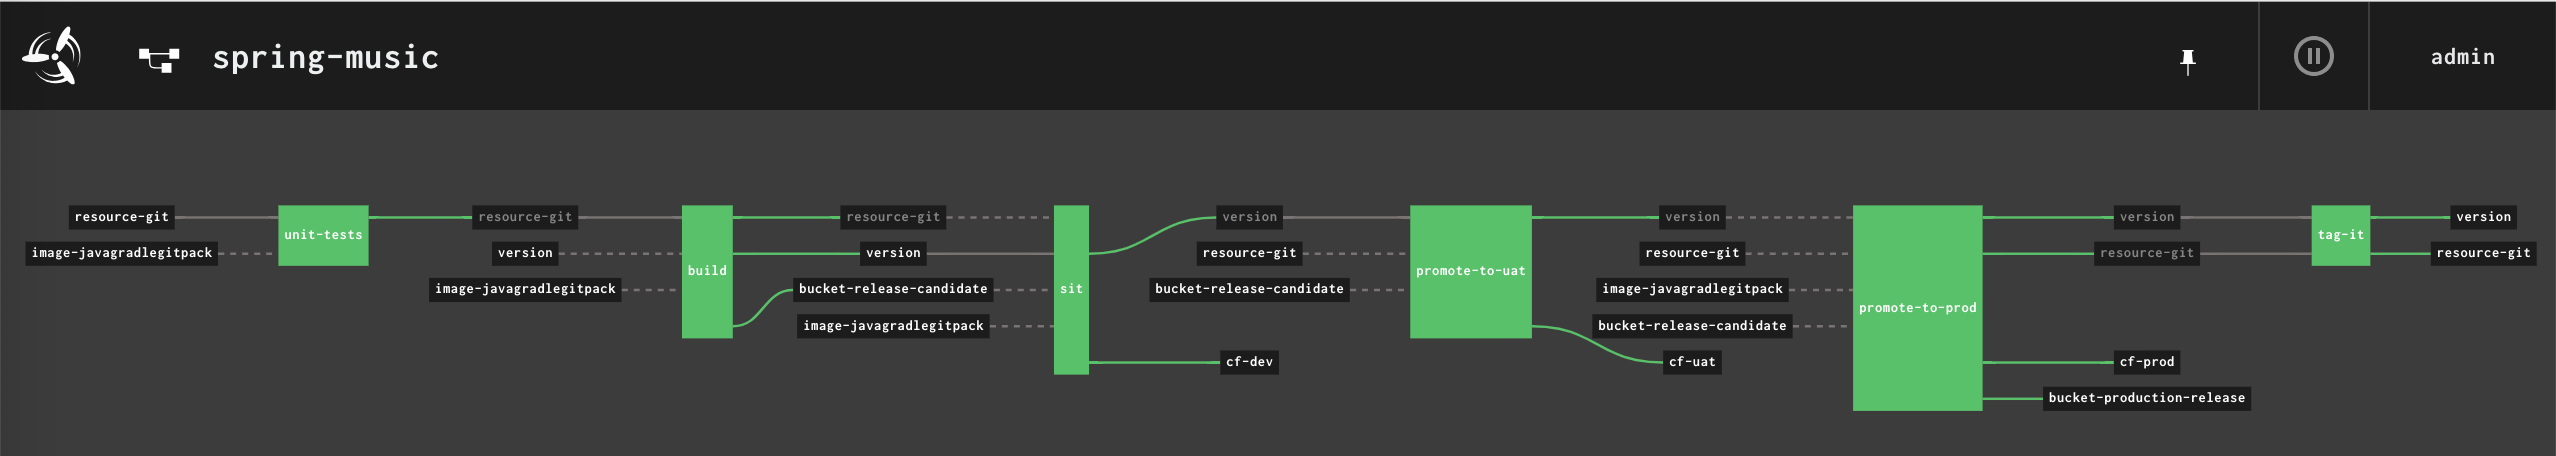 spring-music
admin
resource-git
image-javagradlegitpack
unit-tests
resource-git
version
image-javagradlegitpack
build
resource-git
version
bucket-release-candidate
image-javagradlegitpack
sit
version
resource-git
bucket-release-candidate
cf-dev
promote-to-uat
version
resource-git
image-javagradlegitpack
bucket-release-candidate
cf-uat
promote-to-prod
version
resource-git
cf-prod
bucket-production-release
tag-it
version
resource-git